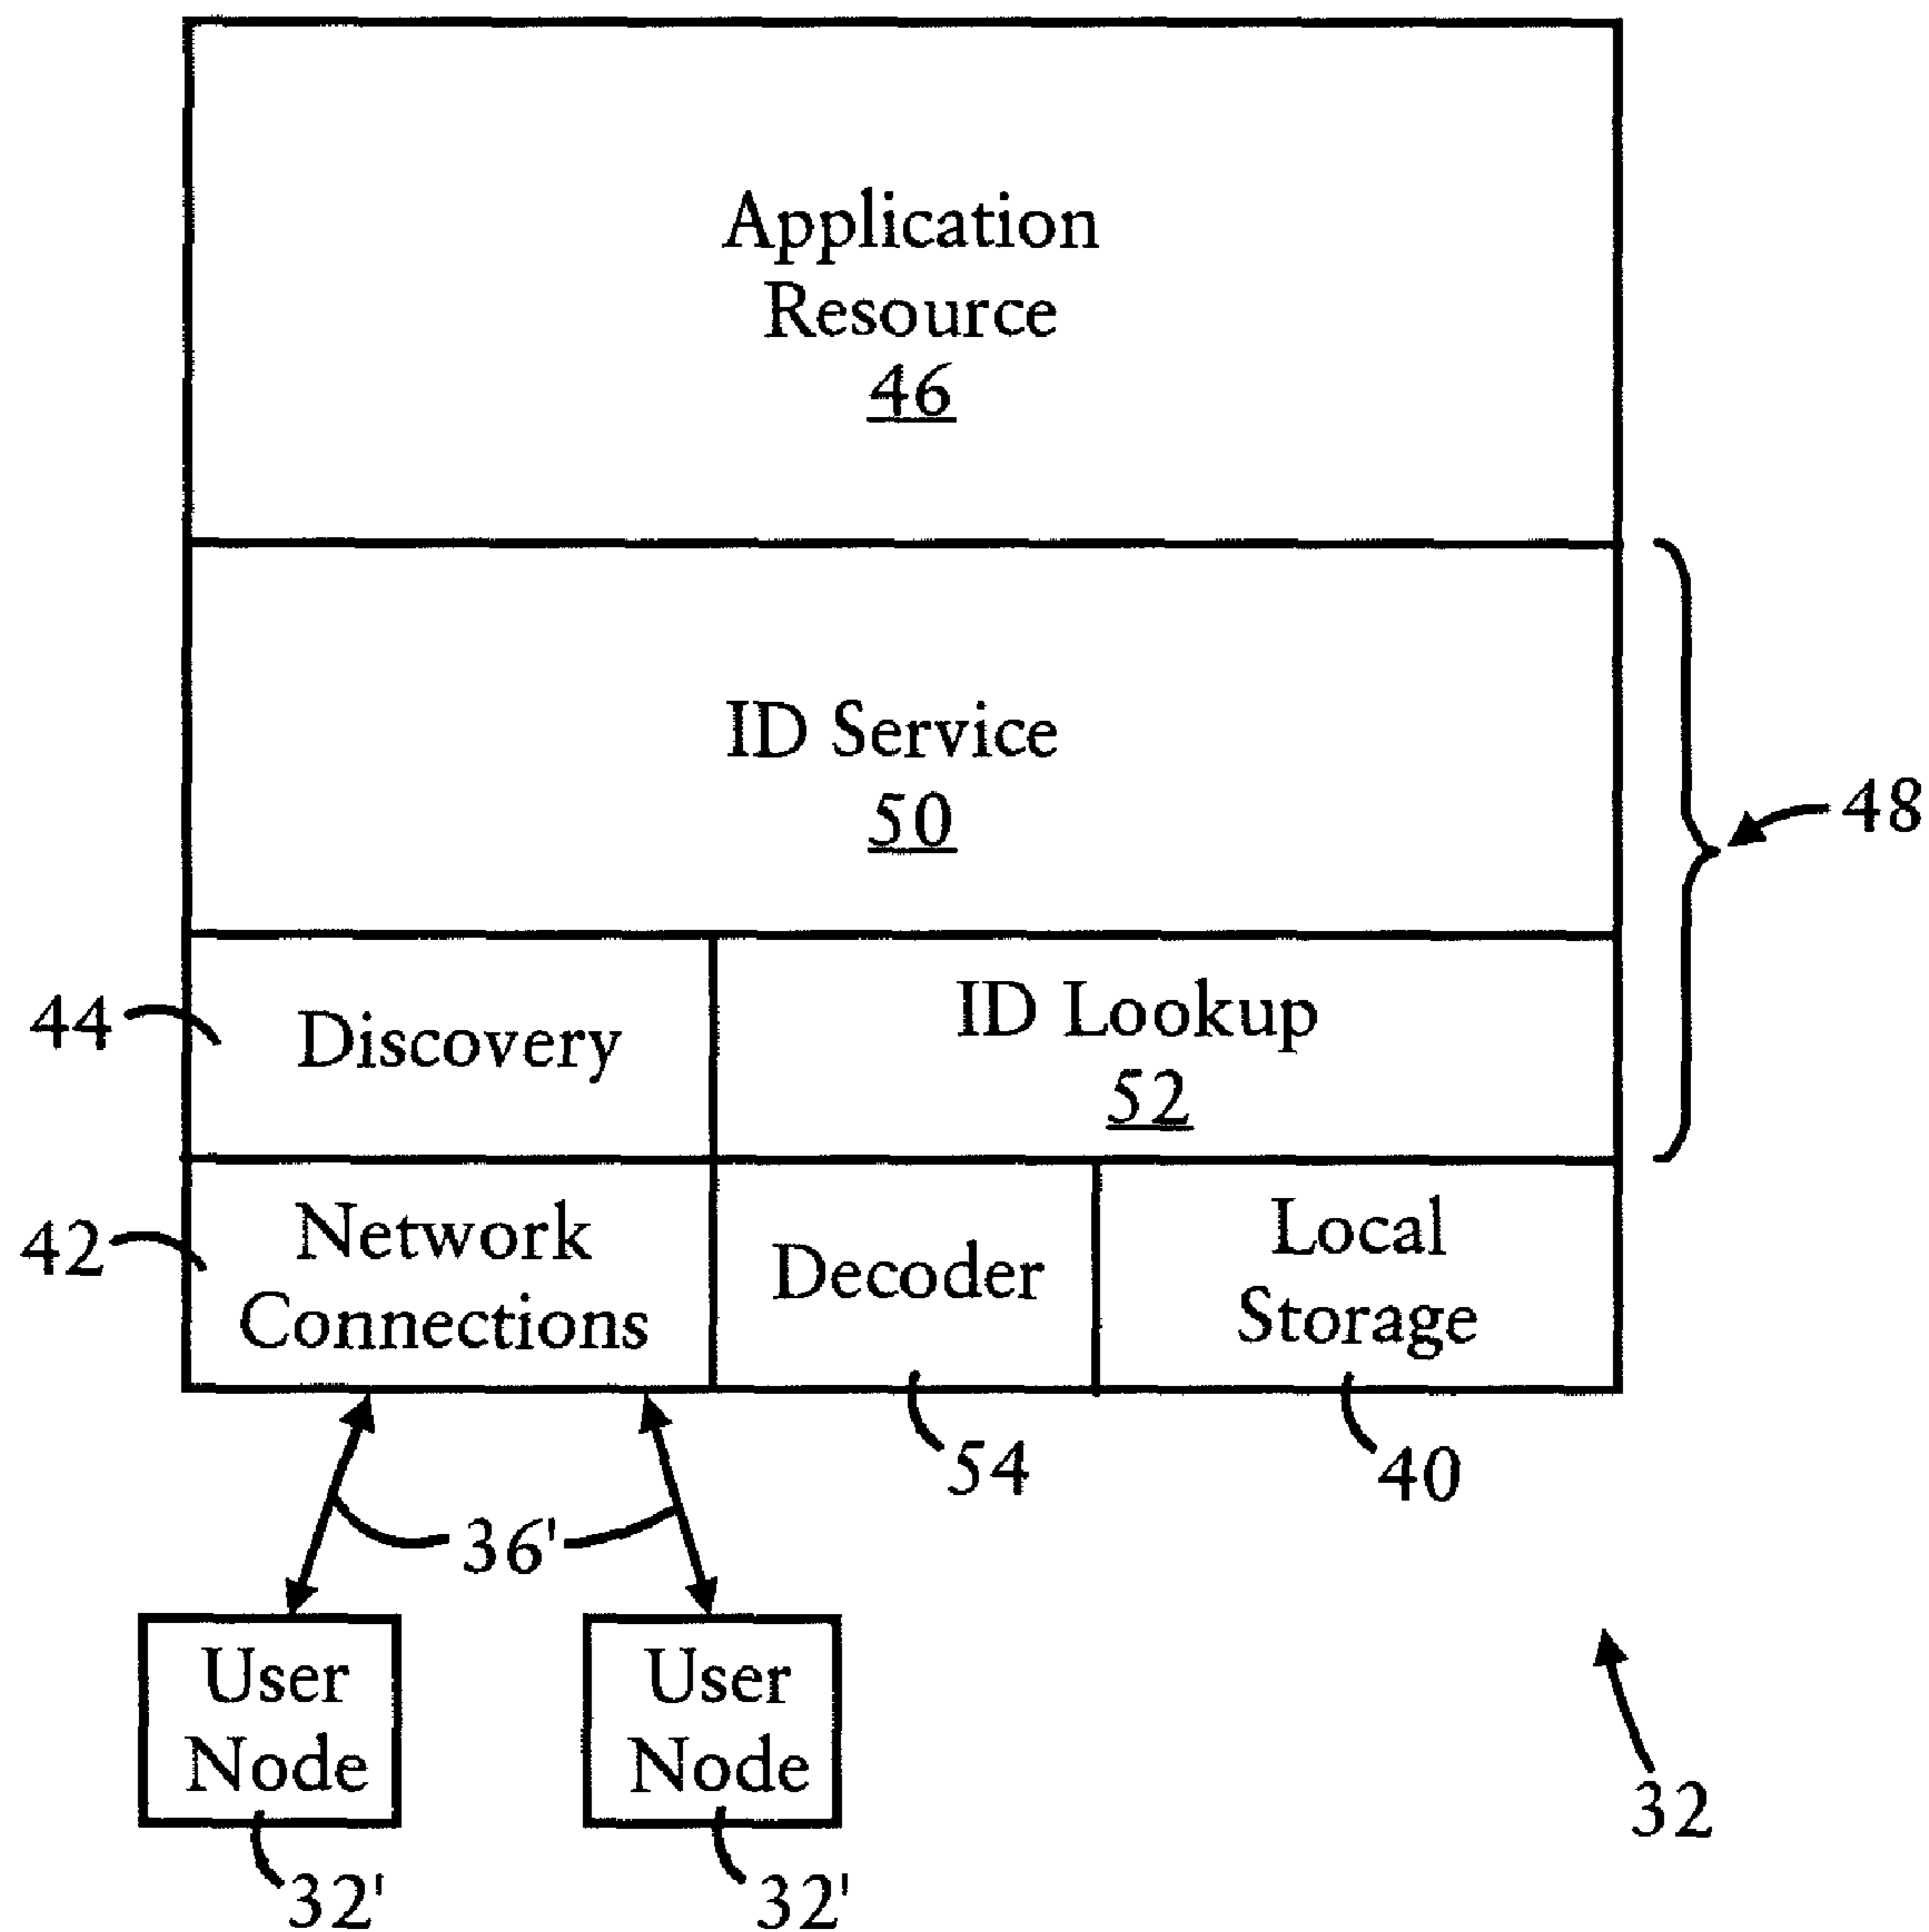 Application
Resource
46
ID Service
50
48
44
Discovery
ID Lookup
52
42
Network
Connections
Decoder
Local
Storage
54
40
36'
User
Node
User
Node
32
32'
32'